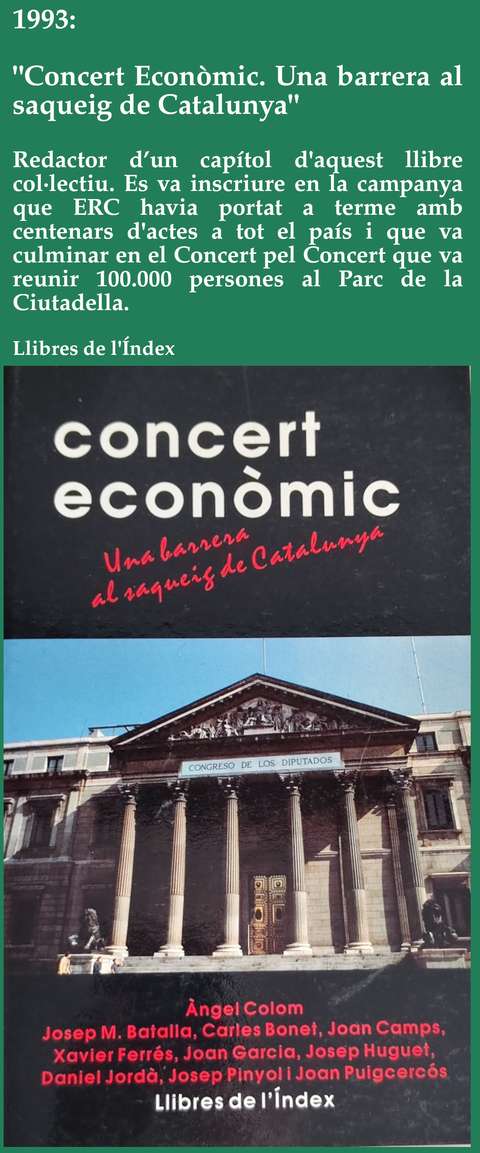 1993:
"Concert Econòmic. Una barrera al
saqueig de Catalunya"
Redactor d’un capítol d'aquest llibre
col·lectiu. Es va inscriure en la campanya
que ERC havia portat a terme amb
centenars d'actes a tot el país i que va
culminar en el Concert pel Concert que va
reunir 100.000 persones al Parc de la
Ciutadella.
Llibres de l'Índex
concert
econòmic
Una barrera
al saqueig de Catalunya
CONGRESO DE LOS DIPUTADOS
Àngel Colom
Josep M. Batalla, Carles Bonet, Joan Camps,
Xavier Ferrés, Joan Garcia, Josep Huguet,
Daniel Jordà, Josep Pinyol i Joan Puigcercós
Llibres de l’Índex